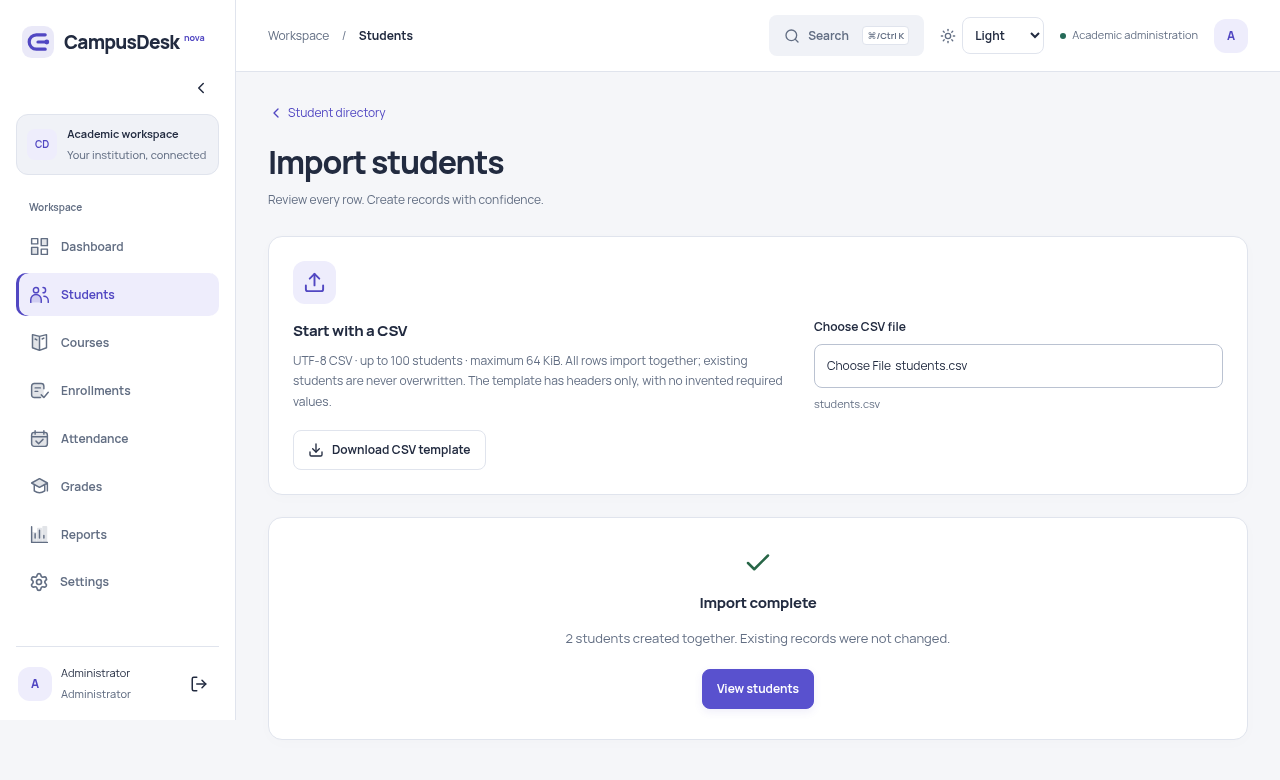 CampusDesk nova
CD
Academic workspace
Your institution, connected
Workspace
Dashboard
Students
Courses
Enrollments
Attendance
Grades
Reports
Settings
A
Administrator
Administrator
Workspace / Students
Search ⌘/Ctrl K
Light
Academic administration
A
Student directory
Import students
Review every row. Create records with confidence.
Start with a CSV
UTF-8 CSV · up to 100 students · maximum 64 KiB. All rows import together; existing
students are never overwritten. The template has headers only, with no invented required
values.
Download CSV template
Choose CSV file
Choose File students.csv
students.csv
Import complete
2 students created together. Existing records were not changed.
View students